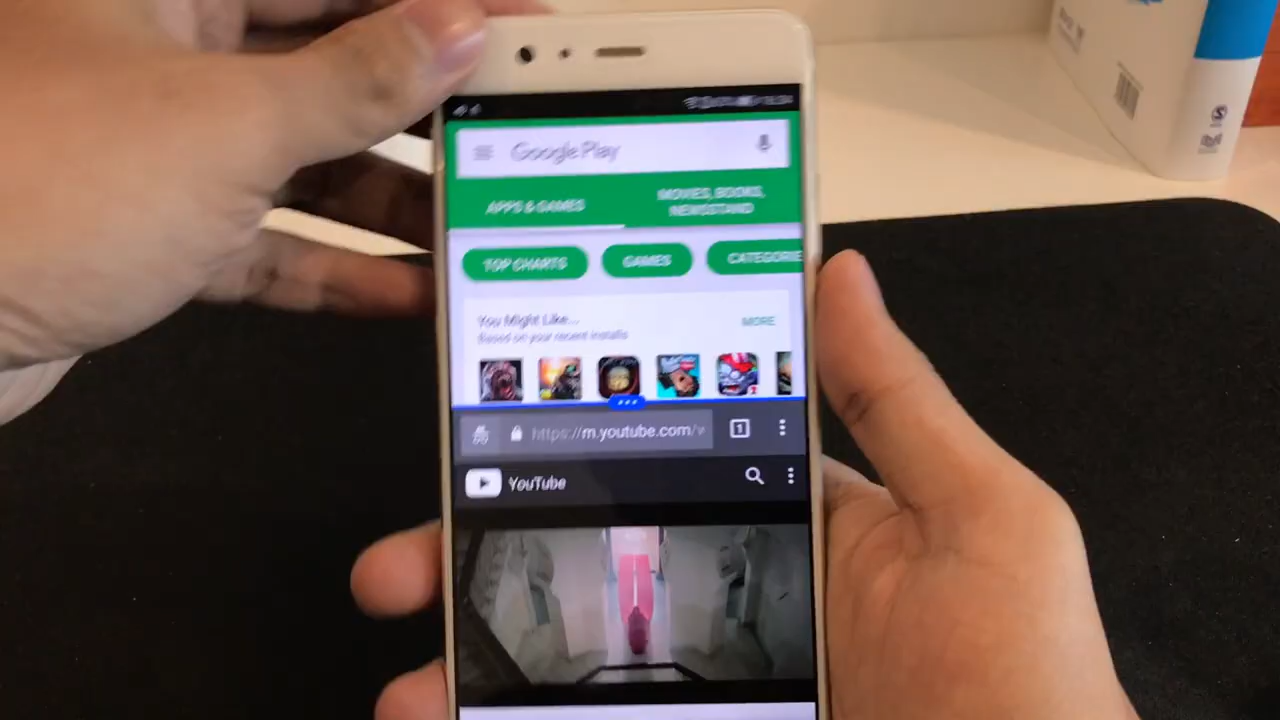 Google Play
APPS & GAMES
MOVIES, BOOKS,
NEWSSTAND
TOP CHARTS
GAMES
CATEGORIE
You Might Like...
MORE
Based on your recent installs
https://m.youtube.com/v
1
YouTube